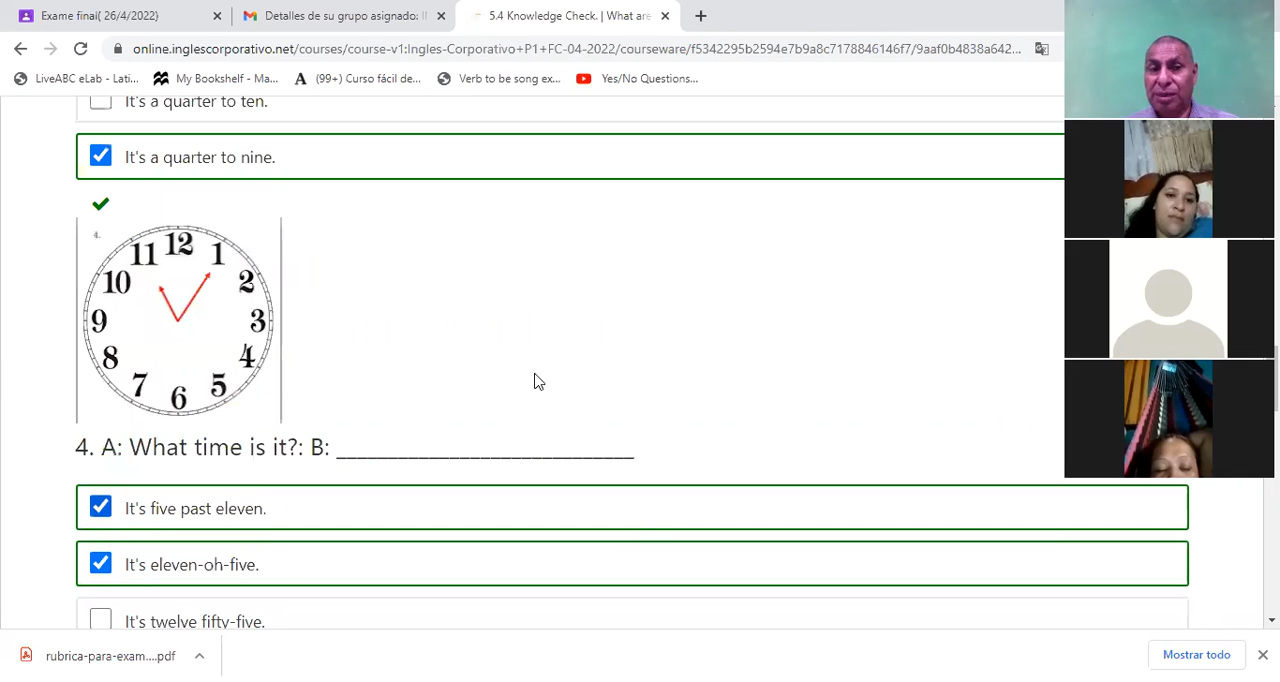 Exame final( 26/4/2022)
Detalles de su grupo asignado: I
5.4 Knowledge Check. | What are
online.inglescorporativo.net/courses/course-v1:Ingles-Corporativo+P1+FC-04-2022/courseware/f5342295b2594e7b9a8c7178846146f7/9aaf0b4838a642...
LiveABC eLab - Lati...
My Bookshelf - Ma...
(99+) Curso fácil de...
Verb to be song ex...
Yes/No Questions...
It's a quarter to ten.
It's a quarter to nine.
4.
12
11 1
10 2
9 3
8 4
7 5
6
4. A: What time is it?: B: ____________________________
It's five past eleven.
It's eleven-oh-five.
It's twelve fifty-five.
rubrica-para-exam....pdf
Mostrar todo